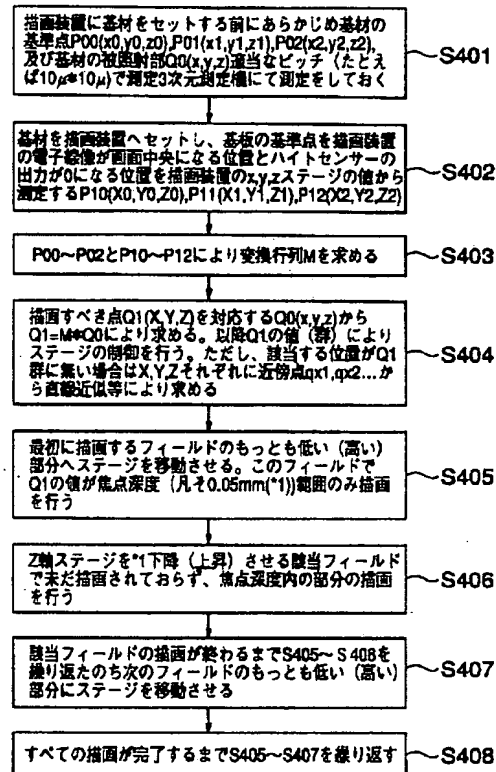 描画装置に基材をセットする前にあらかじめ基材の
基準点P00(x0,y0,z0),P01(x1,y1,z1),P02(x2,y2,z2),
及び基材の被照射部Q0(x,y,z)適当なピッチ（たとえ
ば10μ*10μ)で測定3次元測定機にて測定をしておく
S401
基材を描画装置へセットし、基板の基準点を描画装置
の電子線像が画面中央になる位置とハイトセンサーの
出力が0になる位置を描画装置のx,y,zステージの値から
測定するP10(X0,Y0,Z0),P11(X1,Y1,Z1),P12(X2,Y2,Z2)
S402
P00〜P02とP10〜P12により変換行列Mを求める
S403
描画すべき点Q1(X,Y,Z)を対応するQ0(x,y,z)から
Q1=M*Q0により求める。以降Q1の値（群）により
ステージの制御を行う。ただし、該当する位置がQ1
群に無い場合はX,Y,Zそれぞれに近傍点qx1,qx2...か
ら直線近似等により求める
S404
最初に描画するフィールドのもっとも低い（高い）
部分へステージを移動させる。このフィールドで
Q1の値が焦点深度（凡そ0.05mm(*1))範囲のみ描画
を行う
S405
Z軸ステージを*1下降（上昇）させる該当フィールド
で未だ描画されておらず、焦点深度内の部分の描画
を行う
S406
該当フィールドの描画が終わるまでS405〜S406を
繰り返たのち次のフィールドのもっとも低い（高い）
部分にステージを移動させる
S407
すべての描画が完了するまでS405〜S407を繰り返す
S408